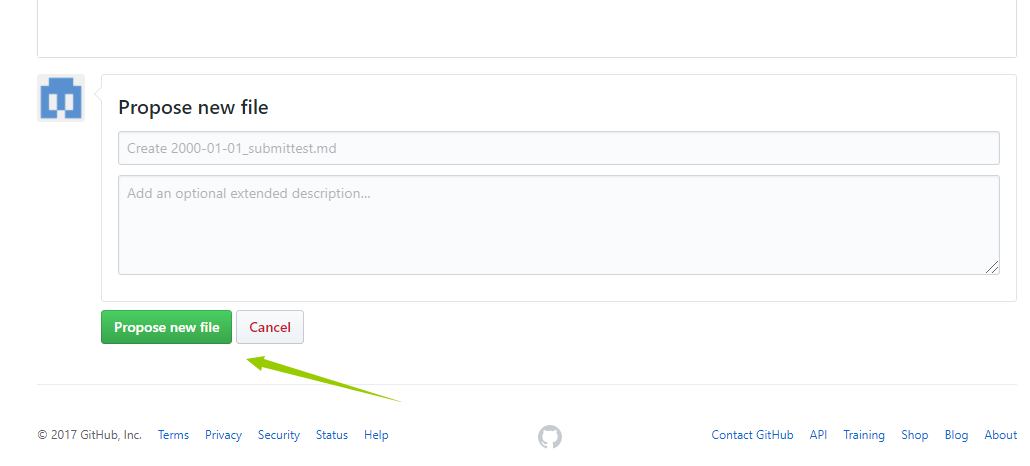 Propose new file
Create 2000-01-01_submittest.md
Add an optional extended description...
Propose new file Cancel
© 2017 GitHub, Inc. Terms Privacy Security Status Help Contact GitHub API Training Shop Blog About